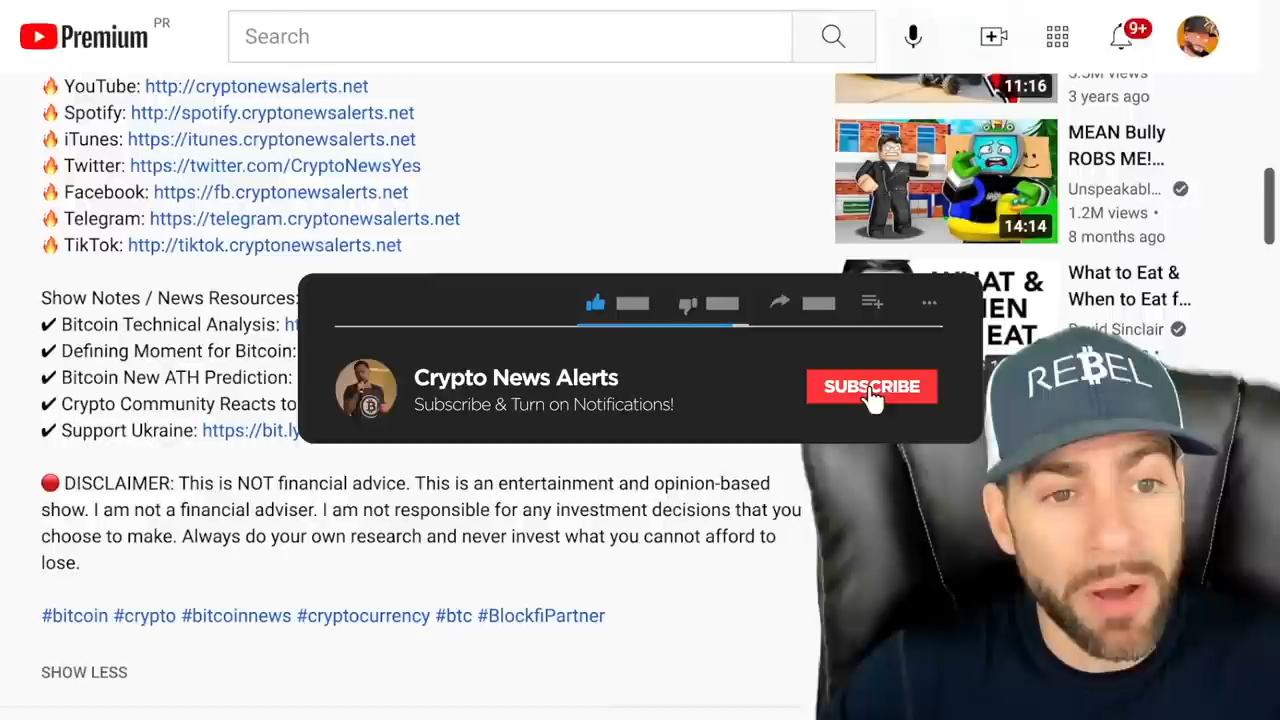 Premium PR
Search
9+
🔥 YouTube: http://cryptonewsalerts.net
🔥 Spotify: http://spotify.cryptonewsalerts.net
🔥 iTunes: https://itunes.cryptonewsalerts.net
🔥 Twitter: https://twitter.com/CryptoNewsYes
🔥 Facebook: https://fb.cryptonewsalerts.net
🔥 Telegram: https://telegram.cryptonewsalerts.net
🔥 TikTok: http://tiktok.cryptonewsalerts.net
Show Notes / News Resources:
✔ Bitcoin Technical Analysis:
✔ Defining Moment for Bitcoin:
✔ Bitcoin New ATH Prediction:
✔ Crypto Community Reacts to
✔ Support Ukraine: https://bit.ly
🔴 DISCLAIMER: This is NOT financial advice. This is an entertainment and opinion-based
show. I am not a financial adviser. I am not responsible for any investment decisions that you
choose to make. Always do your own research and never invest what you cannot afford to
lose.
#bitcoin #crypto #bitcoinnews #cryptocurrency #btc #BlockfiPartner
SHOW LESS
Crypto News Alerts
Subscribe & Turn on Notifications!
SUBSCRIBE
11:16
views
3 years ago
14:14
MEAN Bully
ROBS ME!...
Unspeakabl...
1.2M views •
8 months ago
AT &
EAT
What to Eat &
When to Eat f...
David Sinclair
REBEL